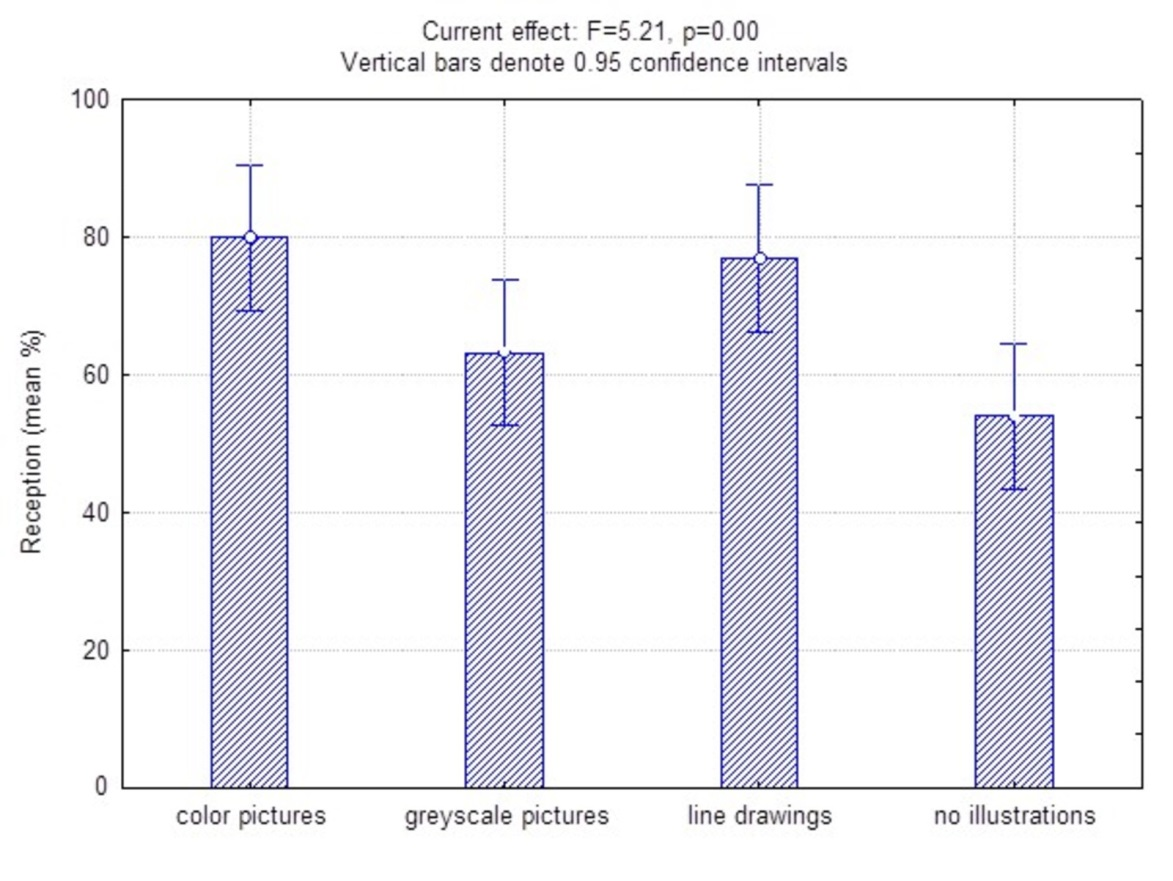 Current effect: F=5.21, p=0.00
Vertical bars denote 0.95 confidence intervals
100
80
60
40
20
0
Reception (mean %)
color pictures
greyscale pictures
line drawings
no illustrations